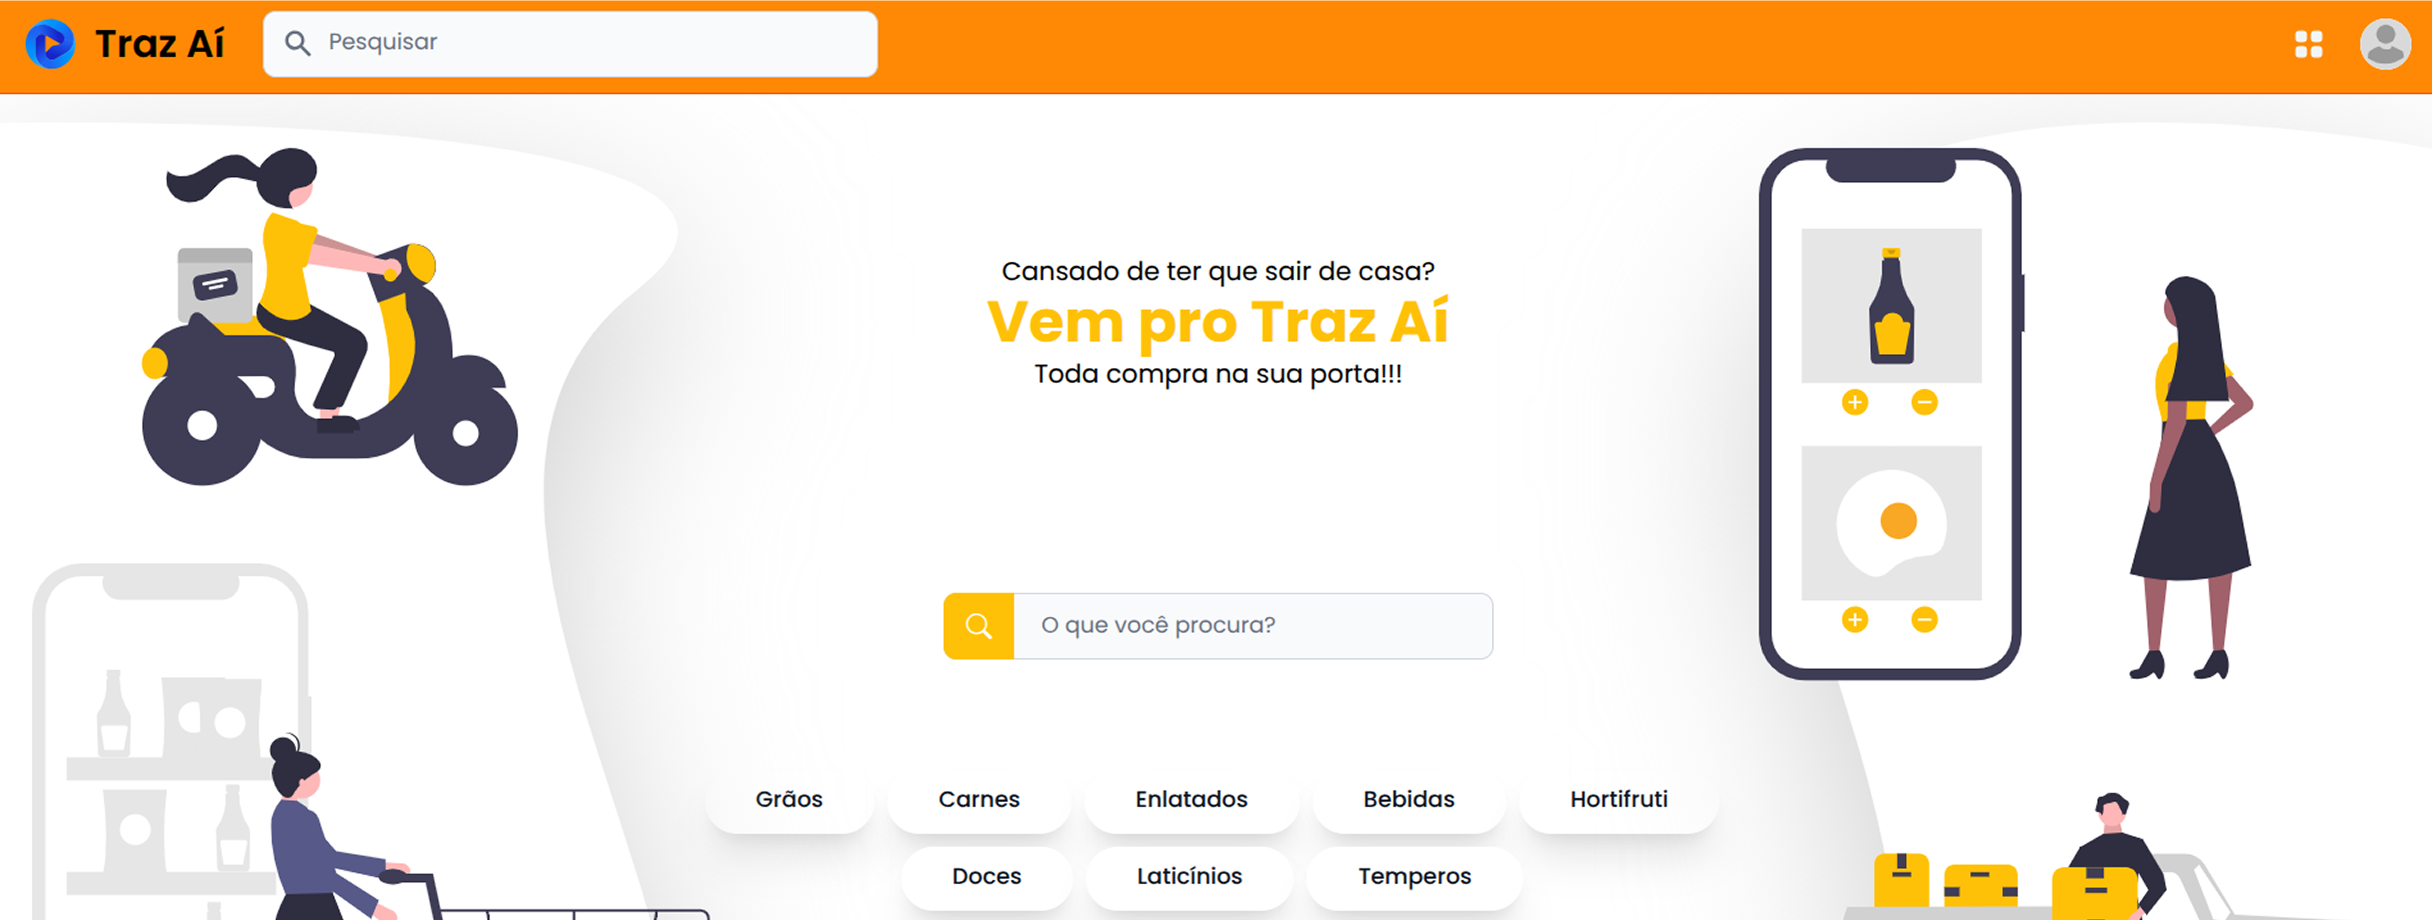 Traz Aí
Pesquisar
Cansado de ter que sair de casa?
Vem pro Traz Aí
Toda compra na sua porta!!!
O que você procura?
Grãos
Carnes
Enlatados
Bebidas
Hortifruti
Doces
Laticínios
Temperos